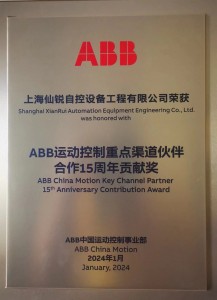 ABB
上海仙锐自控设备工程有限公司荣获
Shanghai XianRui Automation Equipment Engineering Co., Ltd.
was honored with
ABB运动控制重点渠道伙伴
合作15周年贡献奖
ABB China Motion Key Channel Partner
15th Anniversary Contribution Award
ABB中国运动控制事业部
ABB China Motion
2024年1月
January, 2024